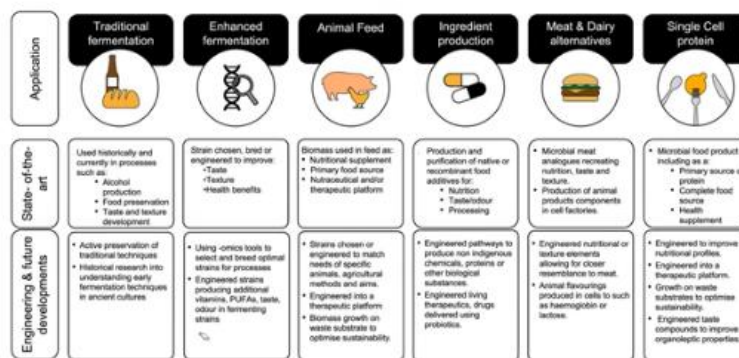 Application
Traditional
fermentation
Enhanced
fermentation
Animal Feed
Ingredient
production
Meat & Dairy
alternatives
Single Cell
protein
State- of-the-
art
Used historically and
currently in processes
such as:
• Alcohol
production
• Food preservation
• Taste and texture
development
Strain chosen, bred or
engineered to improve:
•Taste
•Texture
•Health benefits
Biomass used in feed as:
• Nutritional supplement
• Primary food source
• Nutraceutical and/or
therapeutic platform
Production and
purification of native or
recombinant food
additives for:
• Nutrition
• Taste/odour
• Processing
• Microbial meat
analogues recreating
nutrition, taste and
texture.
• Production of animal
products components
in cell factories.
• Microbial food product
including as a:
• Primary source
protein
• Complete food
source
• Health
supplement
Engineering & future
developments
• Active preservation of
traditional techniques
• Historical research into
understanding early
fermentation techniques
in ancient cultures
• Using -omics tools to
select and breed optimal
strains for processes
• Engineered strains
producing additional
vitamins, PUFAs, taste,
odour in fermenting
strains
• Strains chosen or
engineered to match
needs of specific
animals, agricultural
methods and aims.
• Engineered into a
therapeutic platform
• Biomass growth on
waste substrate to
optimise sustainability.
• Engineered pathways to
produce non indigenous
chemicals, proteins or
other biological
substances.
• Engineered living
therapeutics, drugs
delivered using
probiotics.
• Engineered nutritional or
texture elements
allowing for closer
resemblance to meat.
• Animal flavourings
produced in cells to such
as haemoglobin or
lactose.
• Engineered to improve
nutritional profiles.
• Engineered into a
therapeutic platform.
• Growth on waste
substrates to optimise
sustainability.
• Engineered taste
compounds to improve
organoleptic properties.